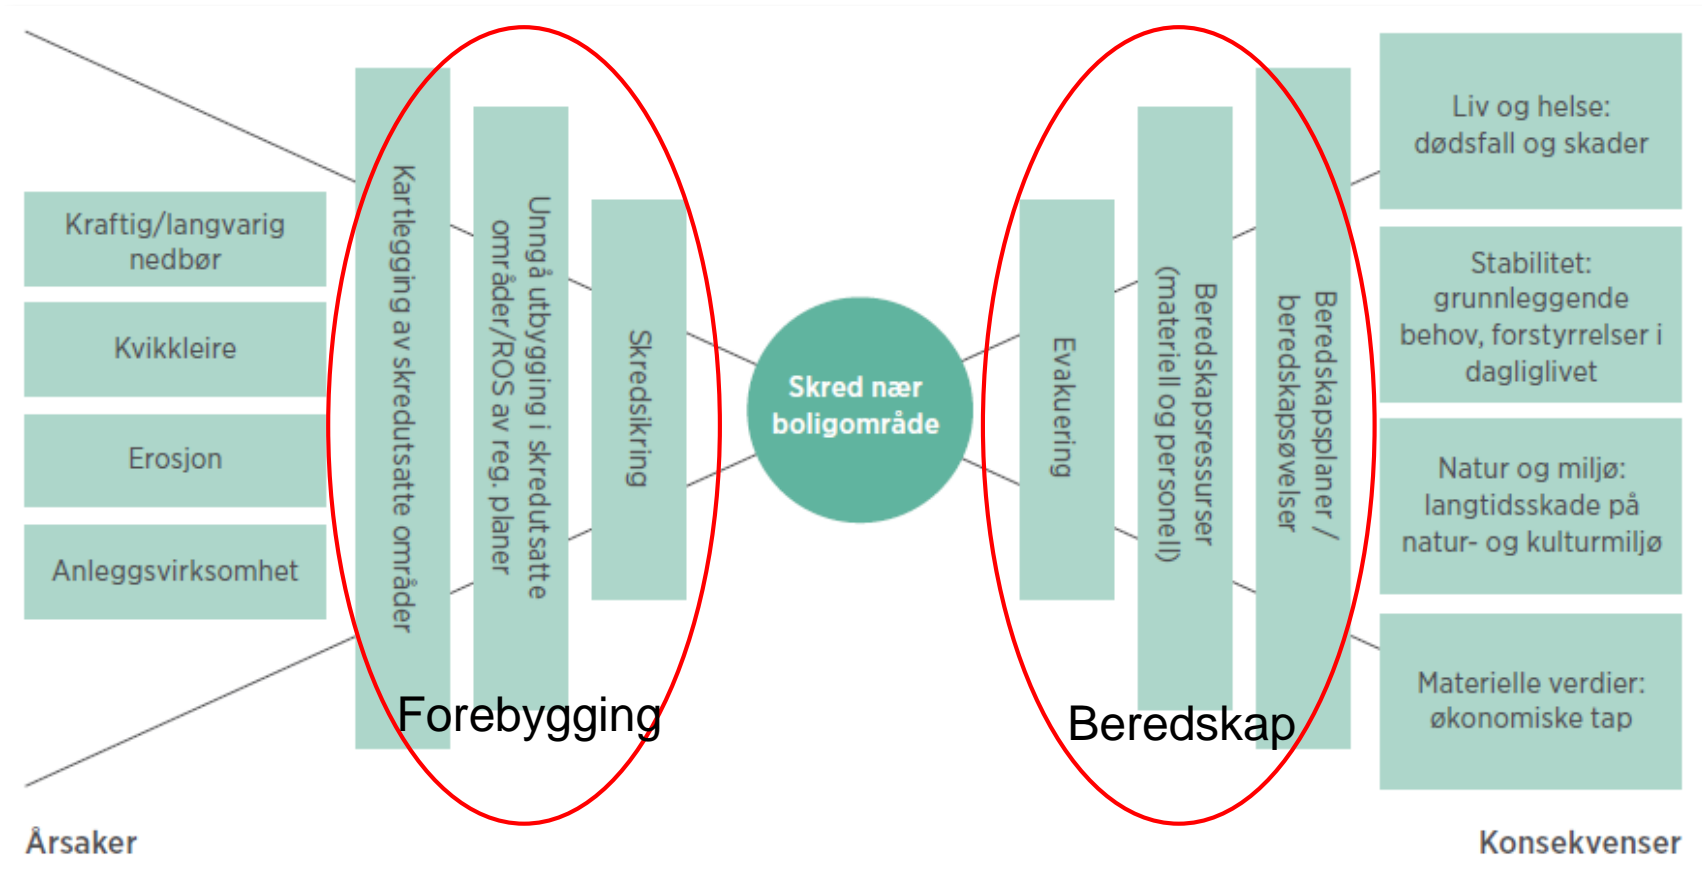 Kraftig/langvarig
nedbør
Kvikkleire
Erosjon
Anleggsvirksomhet
Årsaker
Kartlegging av skredutsatte områder
Unngå utbygging i skredutsatte
områder/ROS av reg. planer
Skredsikring
Forebygging
Skred nær
boligområde
Evakuering
Beredskapsressurser
(materiell og personell)
Beredskapsplaner /
beredskapsøvelser
Beredskap
Liv og helse:
dødsfall og skader
Stabilitet:
grunnleggende
behov, forstyrrelser i
dagliglivet
Natur og miljø:
langtidsskade på
natur- og kulturmiljø
Materielle verdier:
økonomiske tap
Konsekvenser